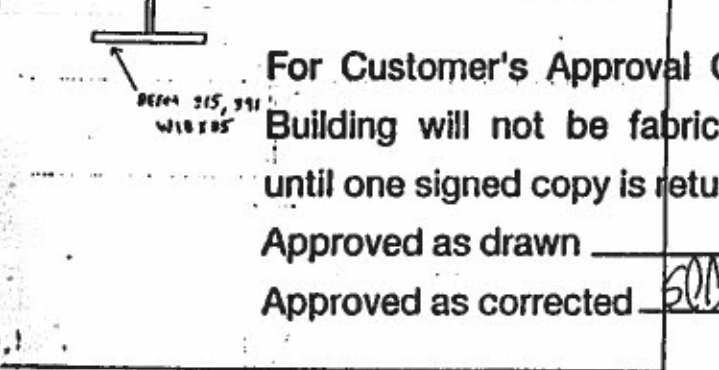 For Customer's Approval
Building will not be fabric
until one signed copy is retu
Approved as drawn
Approved as corrected